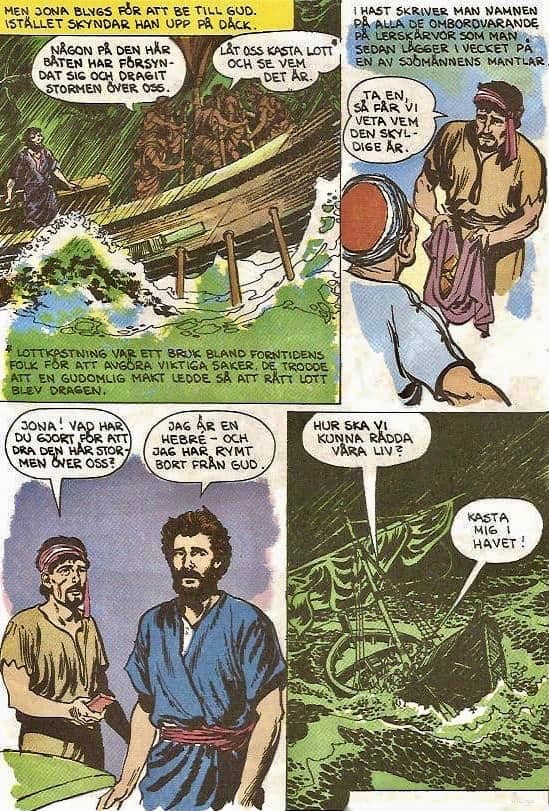 MEN JONA BLYGS FÖR ATT BE TILL GUD.
ISTÄLLET SKYNDAR HAN UPP PÅ DÄCK.
NÅGON PÅ DEN HÄR
BÅTEN HAR FÖRSYN-
DAT SIG OCH DRAGIT
STORMEN ÖVER OSS.
LÅT OSS KASTA LOTT*
OCH SE VEM
DET ÄR.
* LOTTKASTNING VAR ETT BRUK BLAND FORNTIDENS
FOLK FÖR ATT AVGÖRA VIKTIGA SAKER. DE TRODDE
ATT EN GUDOMLIG MAKT LEDDE SÅ ATT RÄTT LOTT
BLEV DRAGEN.
I HAST SKRIVER MAN NAMNEN
PÅ ALLA DE OMBORDVARANDE
PÅ LERSKÄRVOR SOM MAN
SEDAN LÄGGER I VECKET PÅ
EN AV SJÖMÄNNENS MANTLAR.
TA EN,
SÅ FÅR VI
VETA VEM
DEN SKYL-
DIGE ÄR.
JONA! VAD HAR
DU GJORT FÖR ATT
DRA DEN HÄR STOR-
MEN ÖVER OSS?
JAG ÄR EN
HEBRÉ - OCH
JAG HAR RYMT
BORT FRÅN GUD.
HUR SKA VI
KUNNA RÄDDA
VÅRA LIV?
KASTA
MIG I
HAVET!